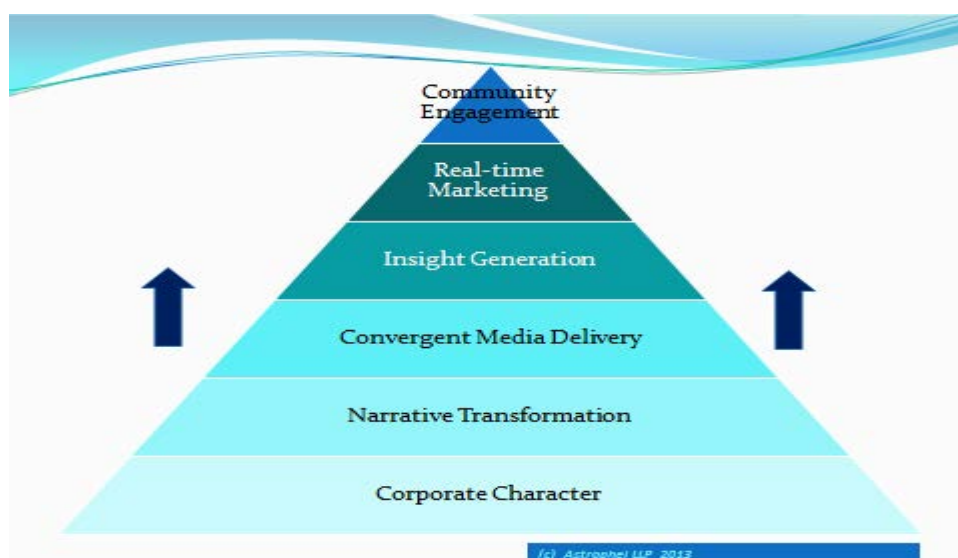 Community
Engagement
Real-time
Marketing
Insight Generation
Convergent Media Delivery
Narrative Transformation
Corporate Character
(c) Astrophel LLP 2013